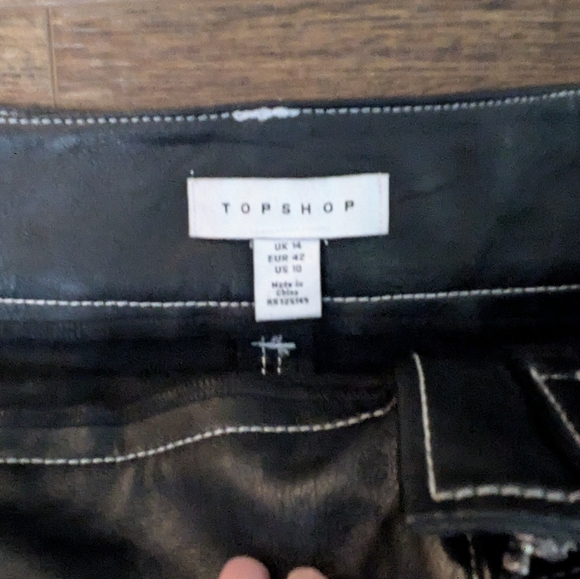 TOPSHOP
UK 14
EUR 42
US 10
Made in
China